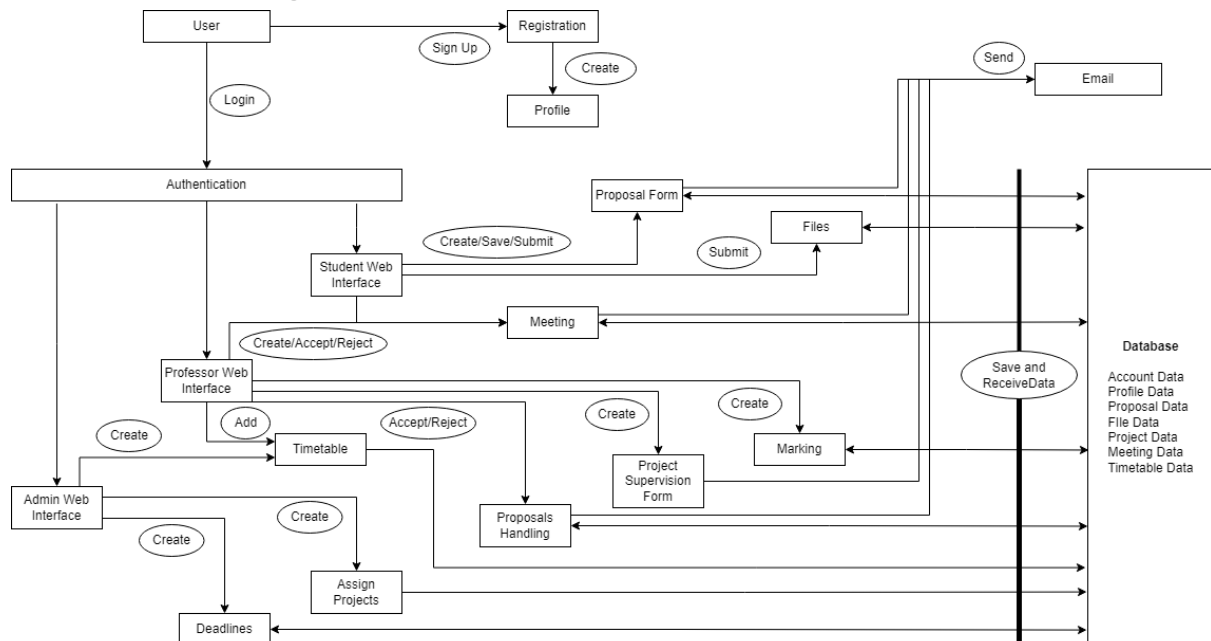 User
Registration
Sign Up
Send
Create
Email
Login
Profile
Authentication
Proposal Form
Files
Create/Save/Submit
Submit
Student Web
Interface
Meeting
Create/Accept/Reject
Database
Professor Web
Interface
Save and
ReceiveData
Account Data
Profile Data
Proposal Data
FIle Data
Project Data
Meeting Data
Timetable Data
Create
Add
Accept/Reject
Create
Create
Timetable
Marking
Project
Supervision
Form
Admin Web
Interface
Create
Proposals
Handling
Create
Assign
Projects
Deadlines